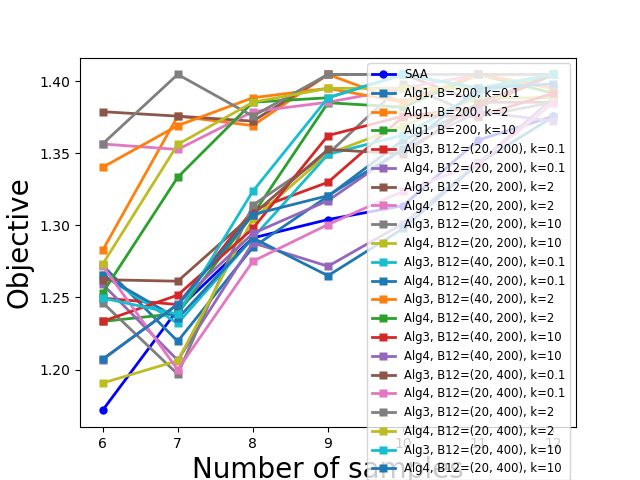 1.40
1.35
1.30
1.25
1.20
Objective
6 7 8 9 10 11 12
Number of samples
SAA
Alg1, B=200, k=0.1
Alg1, B=200, k=2
Alg1, B=200, k=10
Alg3, B12=(20, 200), k=0.1
Alg4, B12=(20, 200), k=0.1
Alg3, B12=(20, 200), k=2
Alg4, B12=(20, 200), k=2
Alg3, B12=(20, 200), k=10
Alg4, B12=(20, 200), k=10
Alg3, B12=(40, 200), k=0.1
Alg4, B12=(40, 200), k=0.1
Alg3, B12=(40, 200), k=2
Alg4, B12=(40, 200), k=2
Alg3, B12=(40, 200), k=10
Alg4, B12=(40, 200), k=10
Alg3, B12=(20, 400), k=0.1
Alg4, B12=(20, 400), k=0.1
Alg3, B12=(20, 400), k=2
Alg4, B12=(20, 400), k=2
Alg3, B12=(20, 400), k=10
Alg4, B12=(20, 400), k=10